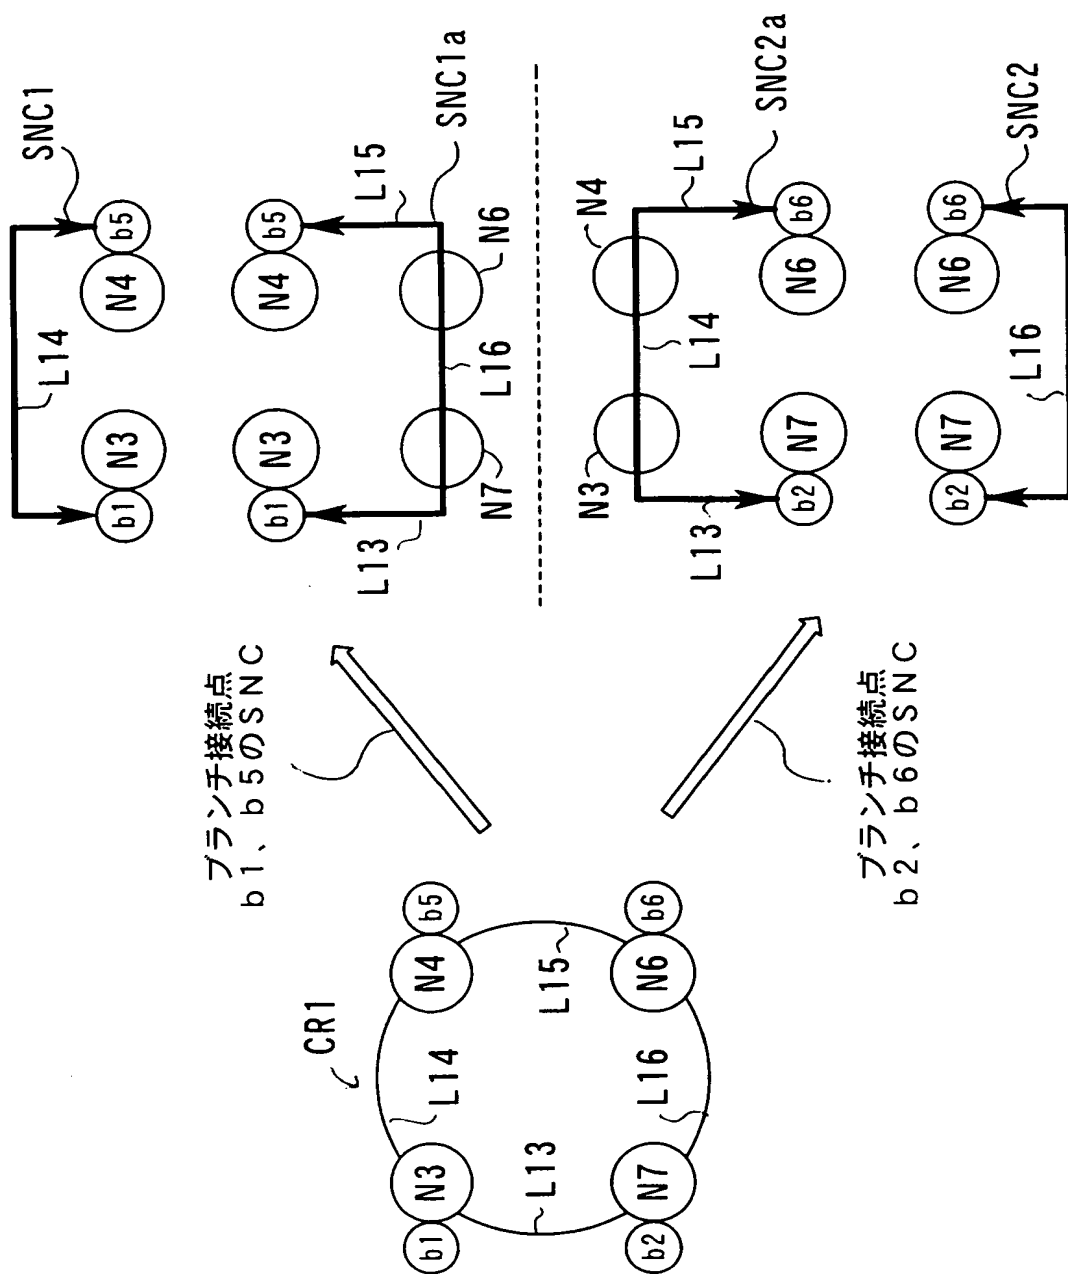 CR1
b1
N3
L14
N4
b5
L13
L15
b2
N7
L16
N6
b6
ブランチ接続点
b1、b5のSNC
ブランチ接続点
b2、b6のSNC
L14
SNC1
b1
N3
N4
b5
b1
N3
N4
b5
L13
L15
N7
L16
N6
SNC1a
N3
N4
L13
L14
L15
b2
N7
N6
b6
SNC2a
b2
N7
N6
b6
L16
SNC2